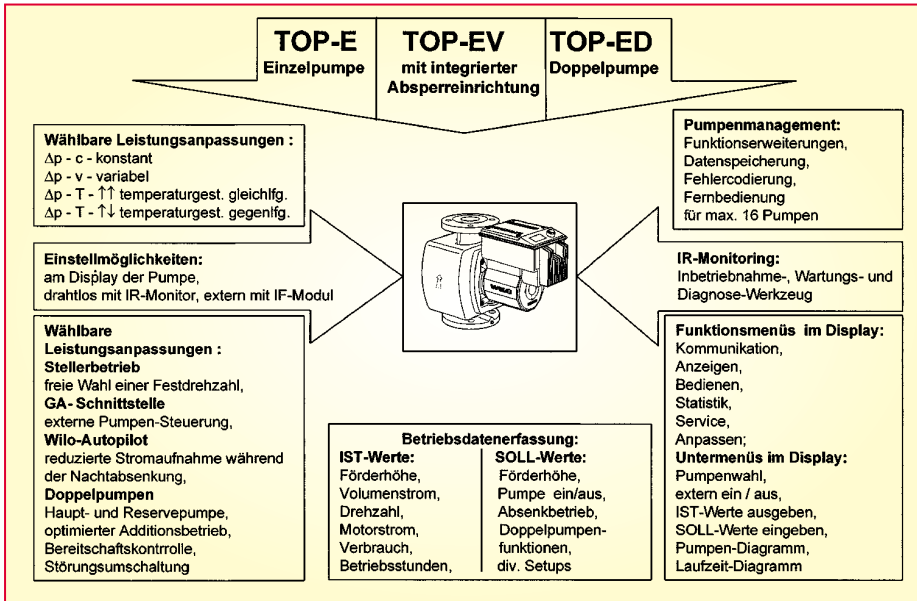 TOP-E
Einzelpumpe
TOP-EV
mit integrierter
Absperreinrichtung
TOP-ED
Doppelpumpe
Wählbare Leistungsanpassungen :
Δp - c - konstant
Δp - v - variabel
Δp - T - ↑↑ temperaturgest. gleichlfg.
Δp - T - ↑↓ temperaturgest. gegenlfg.
Einstellmöglichkeiten:
am Display der Pumpe,
drahtlos mit IR-Monitor, extern mit IF-Modul
Wählbare
Leistungsanpassungen :
Stellerbetrieb
freie Wahl einer Festdrehzahl,
GA- Schnittstelle
externe Pumpen-Steuerung,
Wilo-Autopilot
reduzierte Stromaufnahme während
der Nachtabsenkung,
Doppelpumpen
Haupt- und Reservepumpe,
optimierter Additionsbetrieb,
Bereitschaftskontrrolle,
Störungsumschaltung
WILO
Betriebsdatenerfassung:
IST-Werte:
Förderhöhe,
Volumenstrom,
Drehzahl,
Motorstrom,
Verbrauch,
Betriebsstunden,
SOLL-Werte:
Förderhöhe,
Pumpe ein/aus,
Absenkbetrieb,
Doppelpumpen-
funktionen,
div. Setups
Pumpenmanagement:
Funktionserweiterungen,
Datenspeicherung,
Fehlercodierung,
Fernbedienung
für max. 16 Pumpen
IR-Monitoring:
Inbetriebnahme-, Wartungs- und
Diagnose-Werkzeug
Funktionsmenüs im Display:
Kommunikation,
Anzeigen,
Bedienen,
Statistik,
Service,
Anpassen;
Untermenüs im Display:
Pumpenwahl,
extern ein / aus,
IST-Werte ausgeben,
SOLL-Werte eingeben,
Pumpen-Diagramm,
Laufzeit-Diagramm